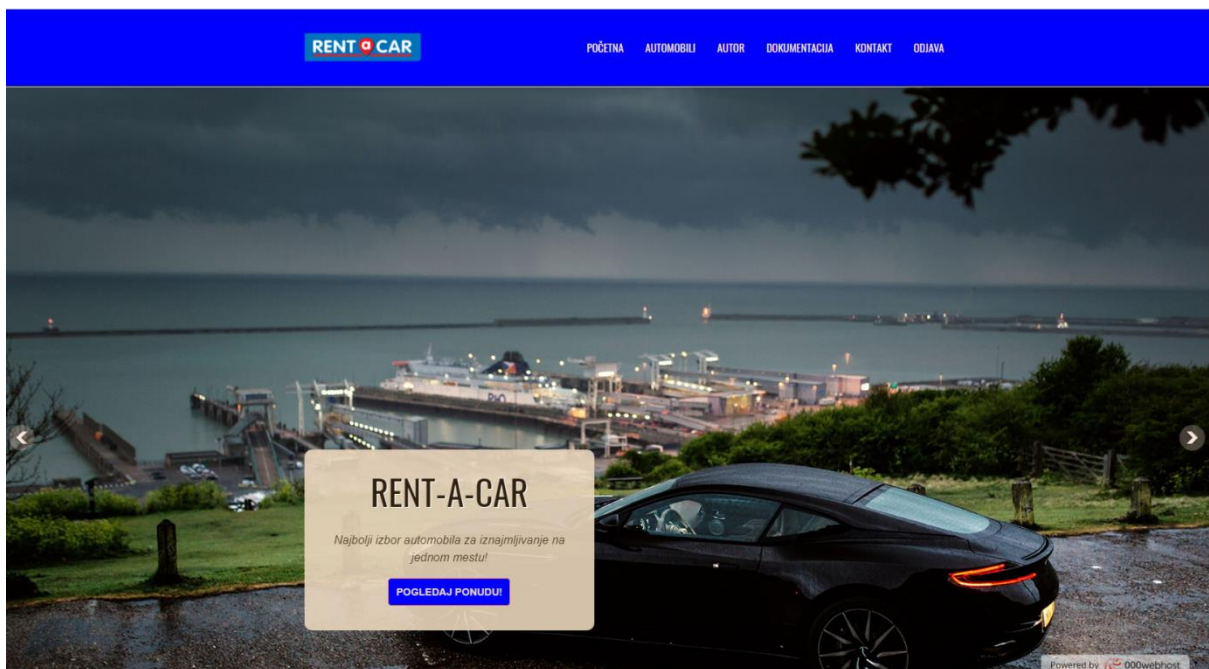 RENT a CAR
POČETNA AUTOMOBILI AUTOR DOKUMENTACIJA KONTAKT ODJAVA
P&O
RENT-A-CAR
Najbolji izbor automobila za iznajmljivanje na
jednom mestu!
POGLEDAJ PONUDU!
Powered by 000webhost